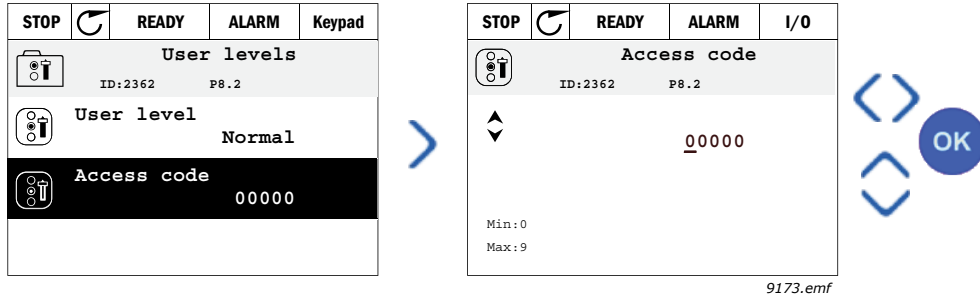 STOP READY ALARM Keypad
User levels
ID:2362 P8.2
User level
Normal
Access code
00000
STOP READY ALARM I/O
Access code
ID:2362 P8.2
00000
Min:0
Max:9
OK
9173.emf